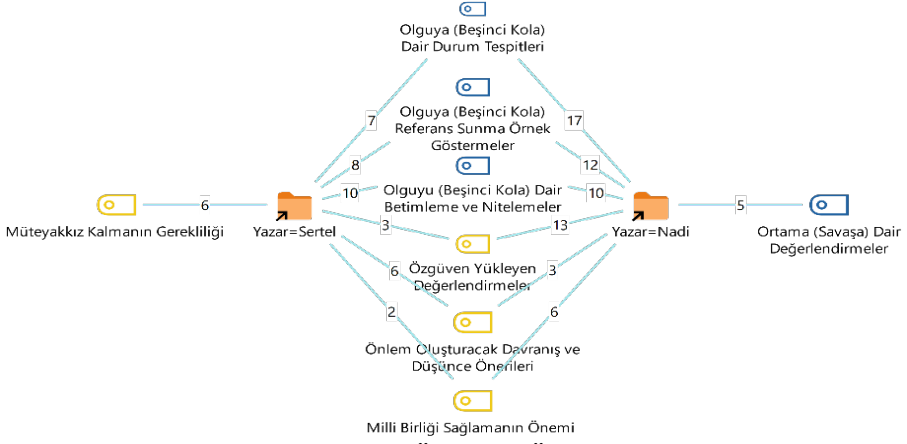 Olguya (Beşinci Kola)
Dair Durum Tespitleri
7
17
Olguya (Beşinci Kola)
Referans Sunma Örnek
Göstermeler
8
12
10
Olguyu (Beşinci Kola) Dair
Betimleme ve Nitelemeler
10
6
5
Müteyakkız Kalmanın Gerekliliği
Yazar=Sertel
3
13
Yazar=Nadi
Ortama (Savaşa) Dair
Değerlendirmeler
Özgüven Yükleyen
Değerlendirmeler
6
3
2
6
Önlem Oluşturacak Davranış ve
Düşünce Önerileri
Milli Birliği Sağlamanın Önemi